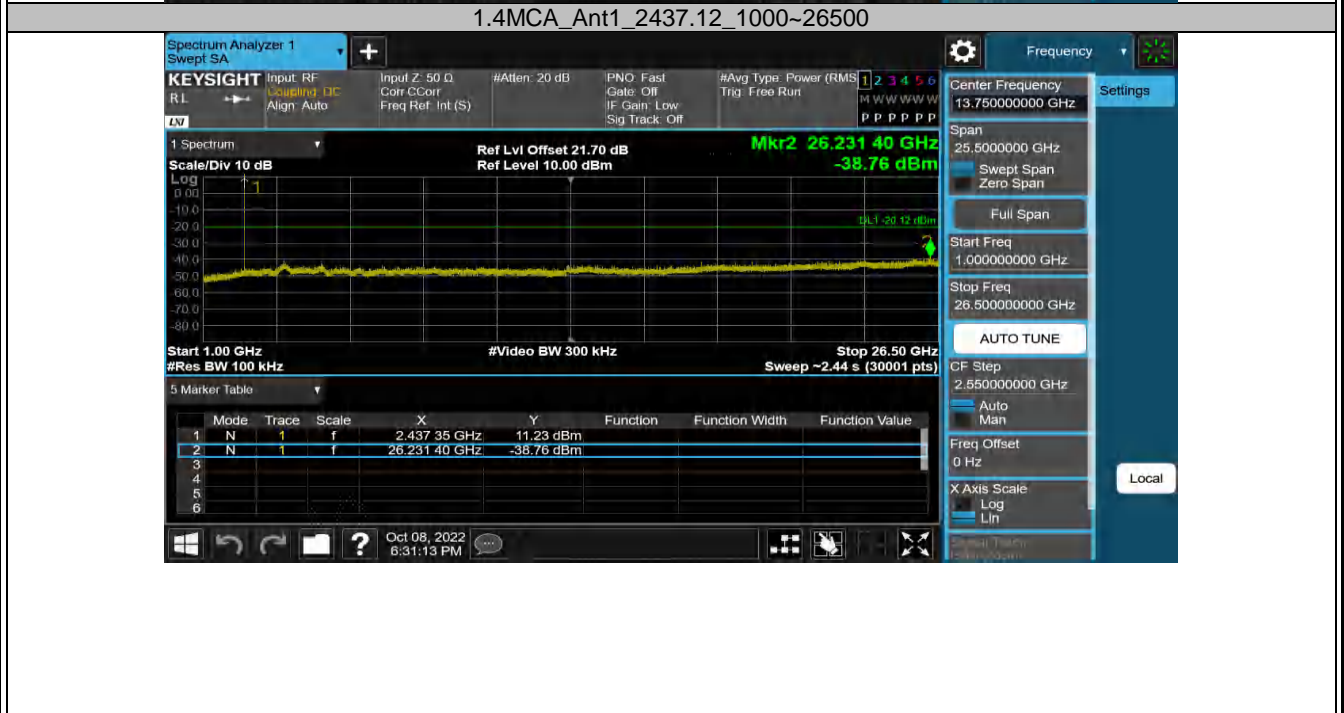 1.4MCA_Ant1_2437.12_1000~26500
Spectrum Analyzer 1
Swept SA
+
Frequency
KEYSIGHT
RL
LXI
Input: RF
Coupling: DC
Align: Auto
Input Z: 50 Ω
Corr CCorr
Freq Ref: Int (S)
#Atten: 20 dB
PNO: Fast
Gate: Off
IF Gain: Low
Sig Track: Off
#Avg Type: Power (RMS
Trig: Free Run
1 2 3 4 5 6
M W W W W W
P P P P P P
1 Spectrum
Scale/Div 10 dB
Ref Lvl Offset 21.70 dB
Ref Level 10.00 dBm
Mkr2 26.231 40 GHz
-38.76 dBm
Log
0.00
-10.0
-20.0
-30.0
-40.0
-50.0
-60.0
-70.0
-80.0
1
2
DL1 -20.12 dBm
Start 1.00 GHz
#Res BW 100 kHz
#Video BW 300 kHz
Stop 26.50 GHz
Sweep ~2.44 s (30001 pts)
5 Marker Table
Mode Trace Scale X Y Function Function Width Function Value
1 N 1 f 2.437 35 GHz 11.23 dBm
2 N 1 f 26.231 40 GHz -38.76 dBm
3
4
5
6
Oct 08, 2022
6:31:13 PM
Center Frequency
13.750000000 GHz
Settings
Span
25.5000000 GHz
Swept Span
Zero Span
Full Span
Start Freq
1.000000000 GHz
Stop Freq
26.500000000 GHz
AUTO TUNE
CF Step
2.550000000 GHz
Auto
Man
Freq Offset
0 Hz
X Axis Scale
Log
Lin
Local